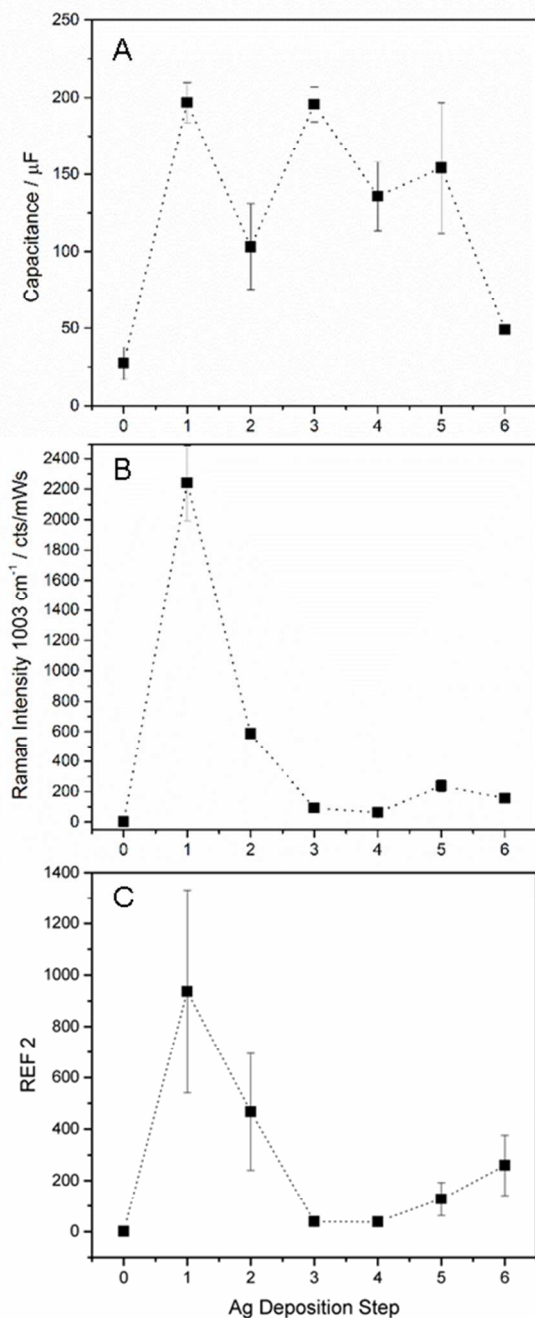 A
250
200
150
100
50
0
Capacitance / μF
0 1 2 3 4 5 6
B
2400
2200
2000
1800
1600
1400
1200
1000
800
600
400
200
0
Raman Intensity 1003 cm⁻¹ / cts/mWs
0 1 2 3 4 5 6
C
1400
1200
1000
800
600
400
200
0
REF 2
0 1 2 3 4 5 6
Ag Deposition Step